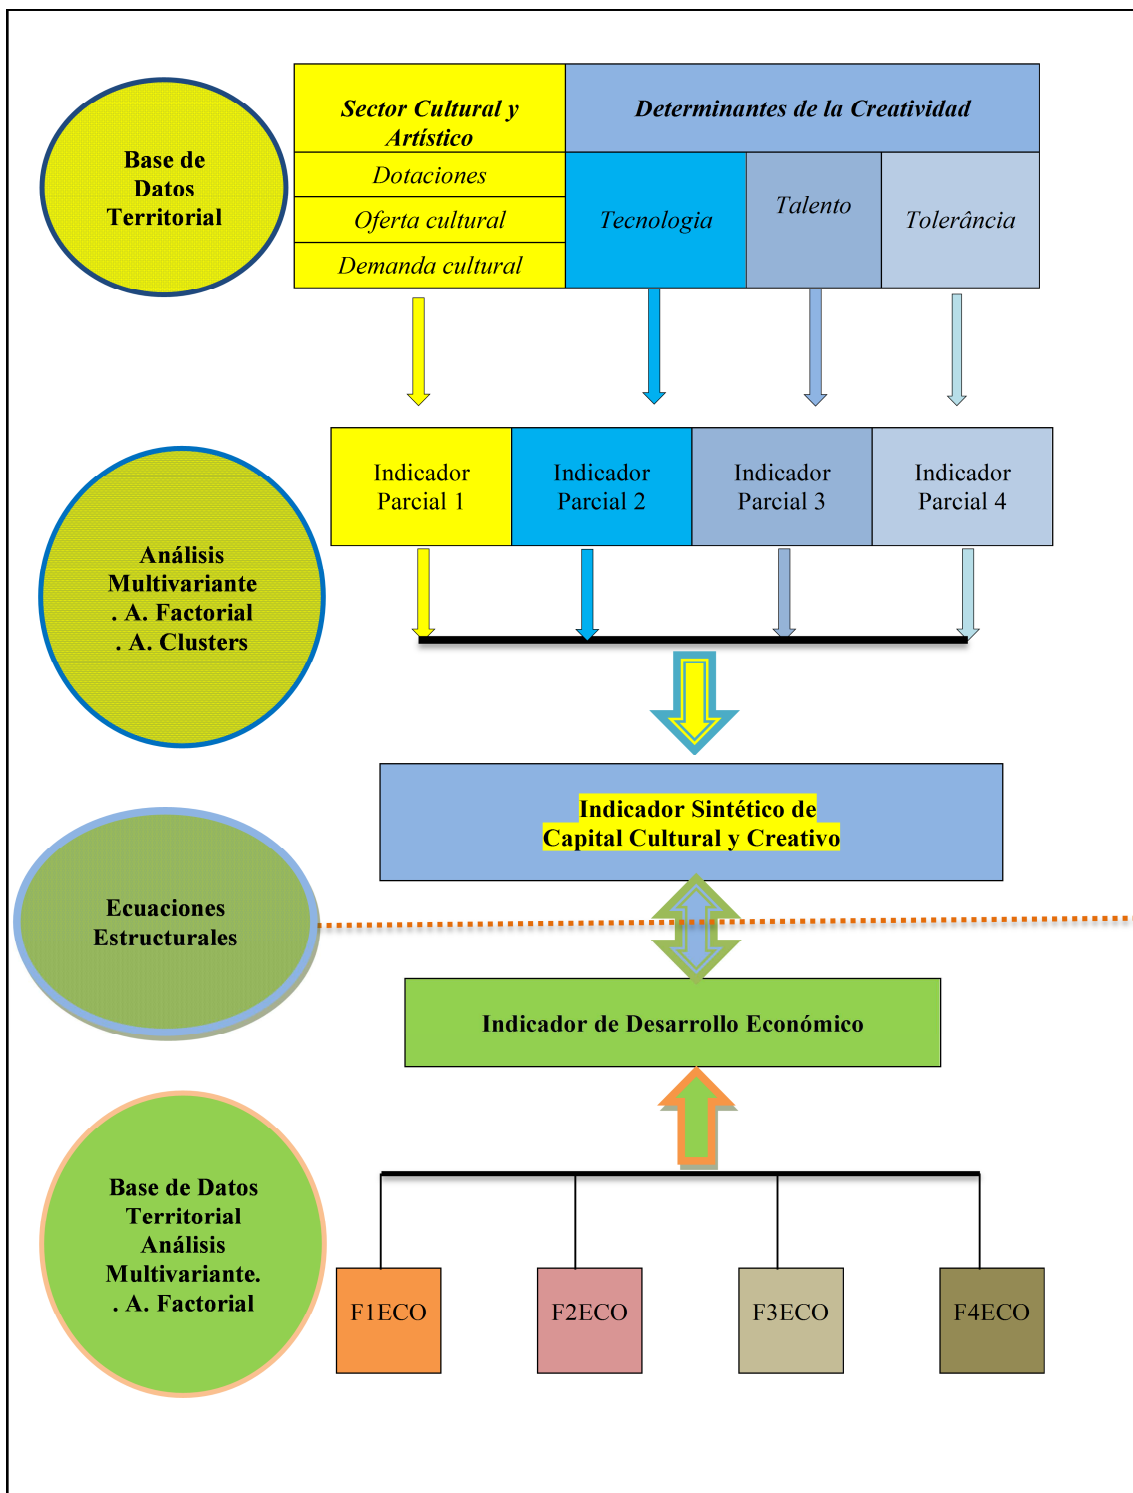 Base de
Datos
Territorial
Sector Cultural y
Artístico
Determinantes de la Creatividad
Dotaciones
Oferta cultural
Demanda cultural
Tecnologia
Talento
Tolerância
Análisis
Multivariante
. A. Factorial
. A. Clusters
Indicador
Parcial 1
Indicador
Parcial 2
Indicador
Parcial 3
Indicador
Parcial 4
Indicador Sintético de
Capital Cultural y Creativo
Ecuaciones
Estructurales
Indicador de Desarrollo Económico
Base de Datos
Territorial
Análisis
Multivariante.
. A. Factorial
F1ECO
F2ECO
F3ECO
F4ECO